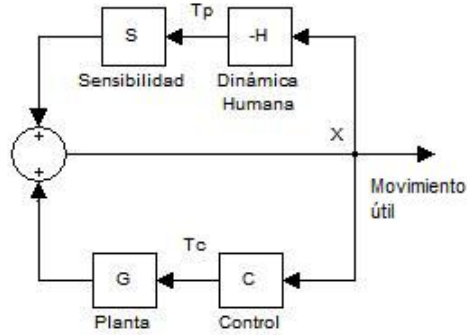 Tp
S
-H
Sensibilidad
Dinámica
Humana
+
+
X
Movimiento
útil
Tc
G
C
Planta
Control